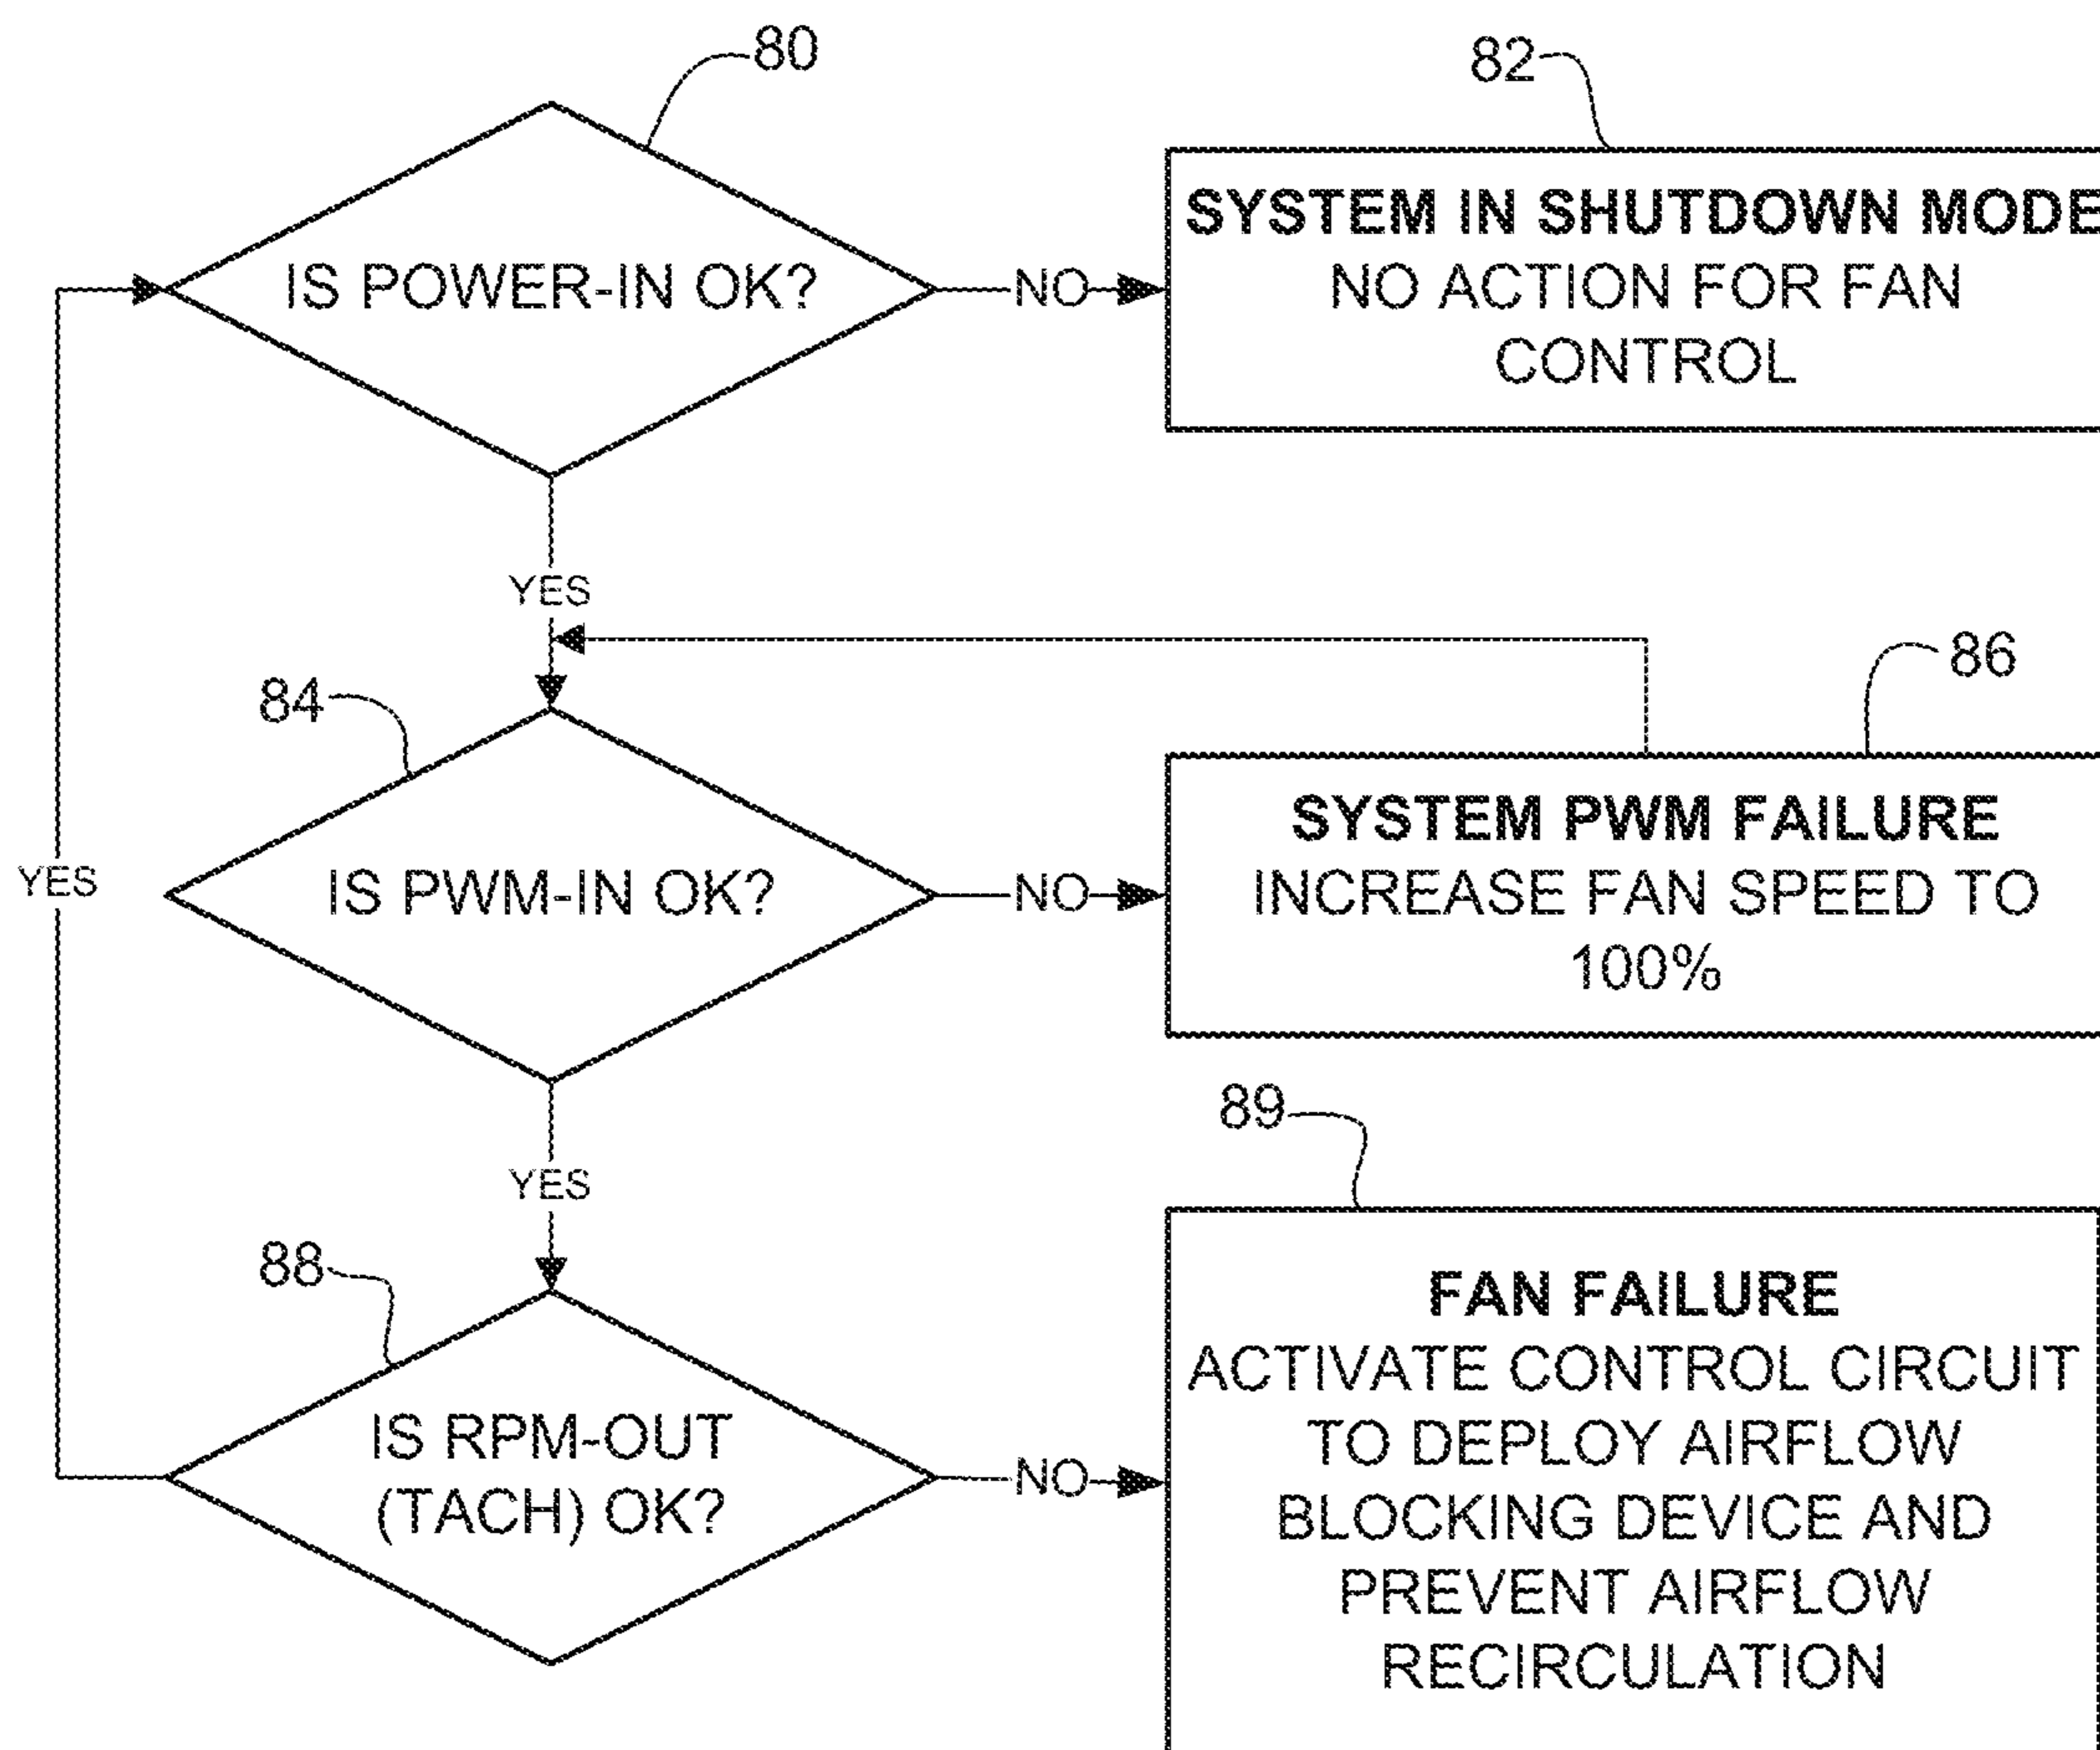 80
82
IS POWER-IN OK?
NO
SYSTEM IN SHUTDOWN MODE
NO ACTION FOR FAN
CONTROL
YES
84
86
YES
IS PWM-IN OK?
NO
SYSTEM PWM FAILURE
INCREASE FAN SPEED TO
100%
YES
88
89
IS RPM-OUT
(TACH) OK?
NO
FAN FAILURE
ACTIVATE CONTROL CIRCUIT
TO DEPLOY AIRFLOW
BLOCKING DEVICE AND
PREVENT AIRFLOW
RECIRCULATION